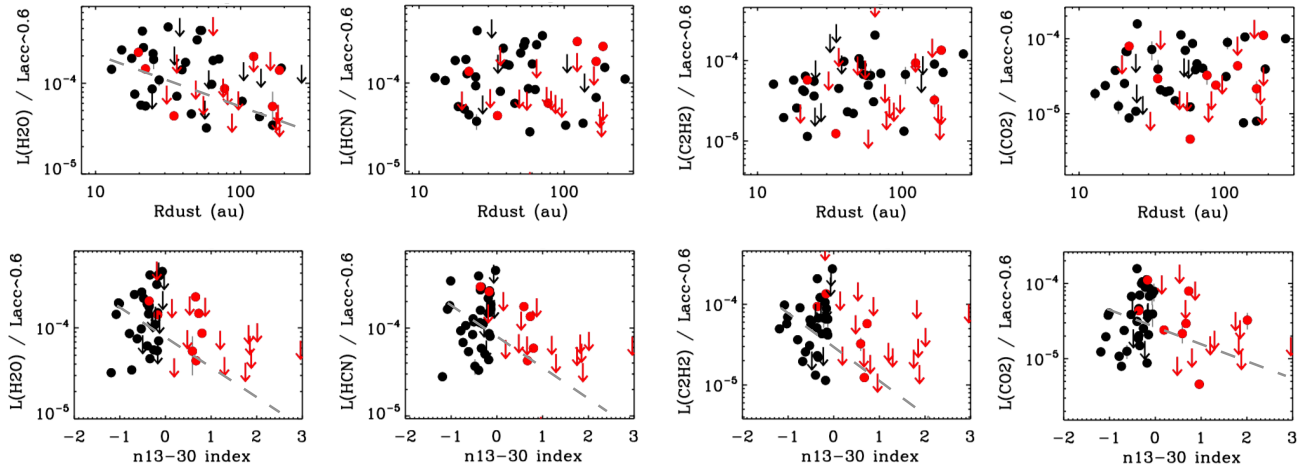 L(H2O) / Lacc~0.6
10⁻⁴
10⁻⁵
10
100
Rdust (au)
L(HCN) / Lacc~0.6
10⁻⁴
10⁻⁵
10
100
Rdust (au)
L(C2H2) / Lacc~0.6
10⁻⁴
10⁻⁵
10
100
Rdust (au)
L(CO2) / Lacc~0.6
10⁻⁴
10⁻⁵
10
100
Rdust (au)
L(H2O) / Lacc~0.6
10⁻⁴
10⁻⁵
-2 -1 0 1 2 3
n13-30 index
L(HCN) / Lacc~0.6
10⁻⁴
10⁻⁵
-2 -1 0 1 2 3
n13-30 index
L(C2H2) / Lacc~0.6
10⁻⁴
10⁻⁵
-2 -1 0 1 2 3
n13-30 index
L(CO2) / Lacc~0.6
10⁻⁴
10⁻⁵
-2 -1 0 1 2 3
n13-30 index